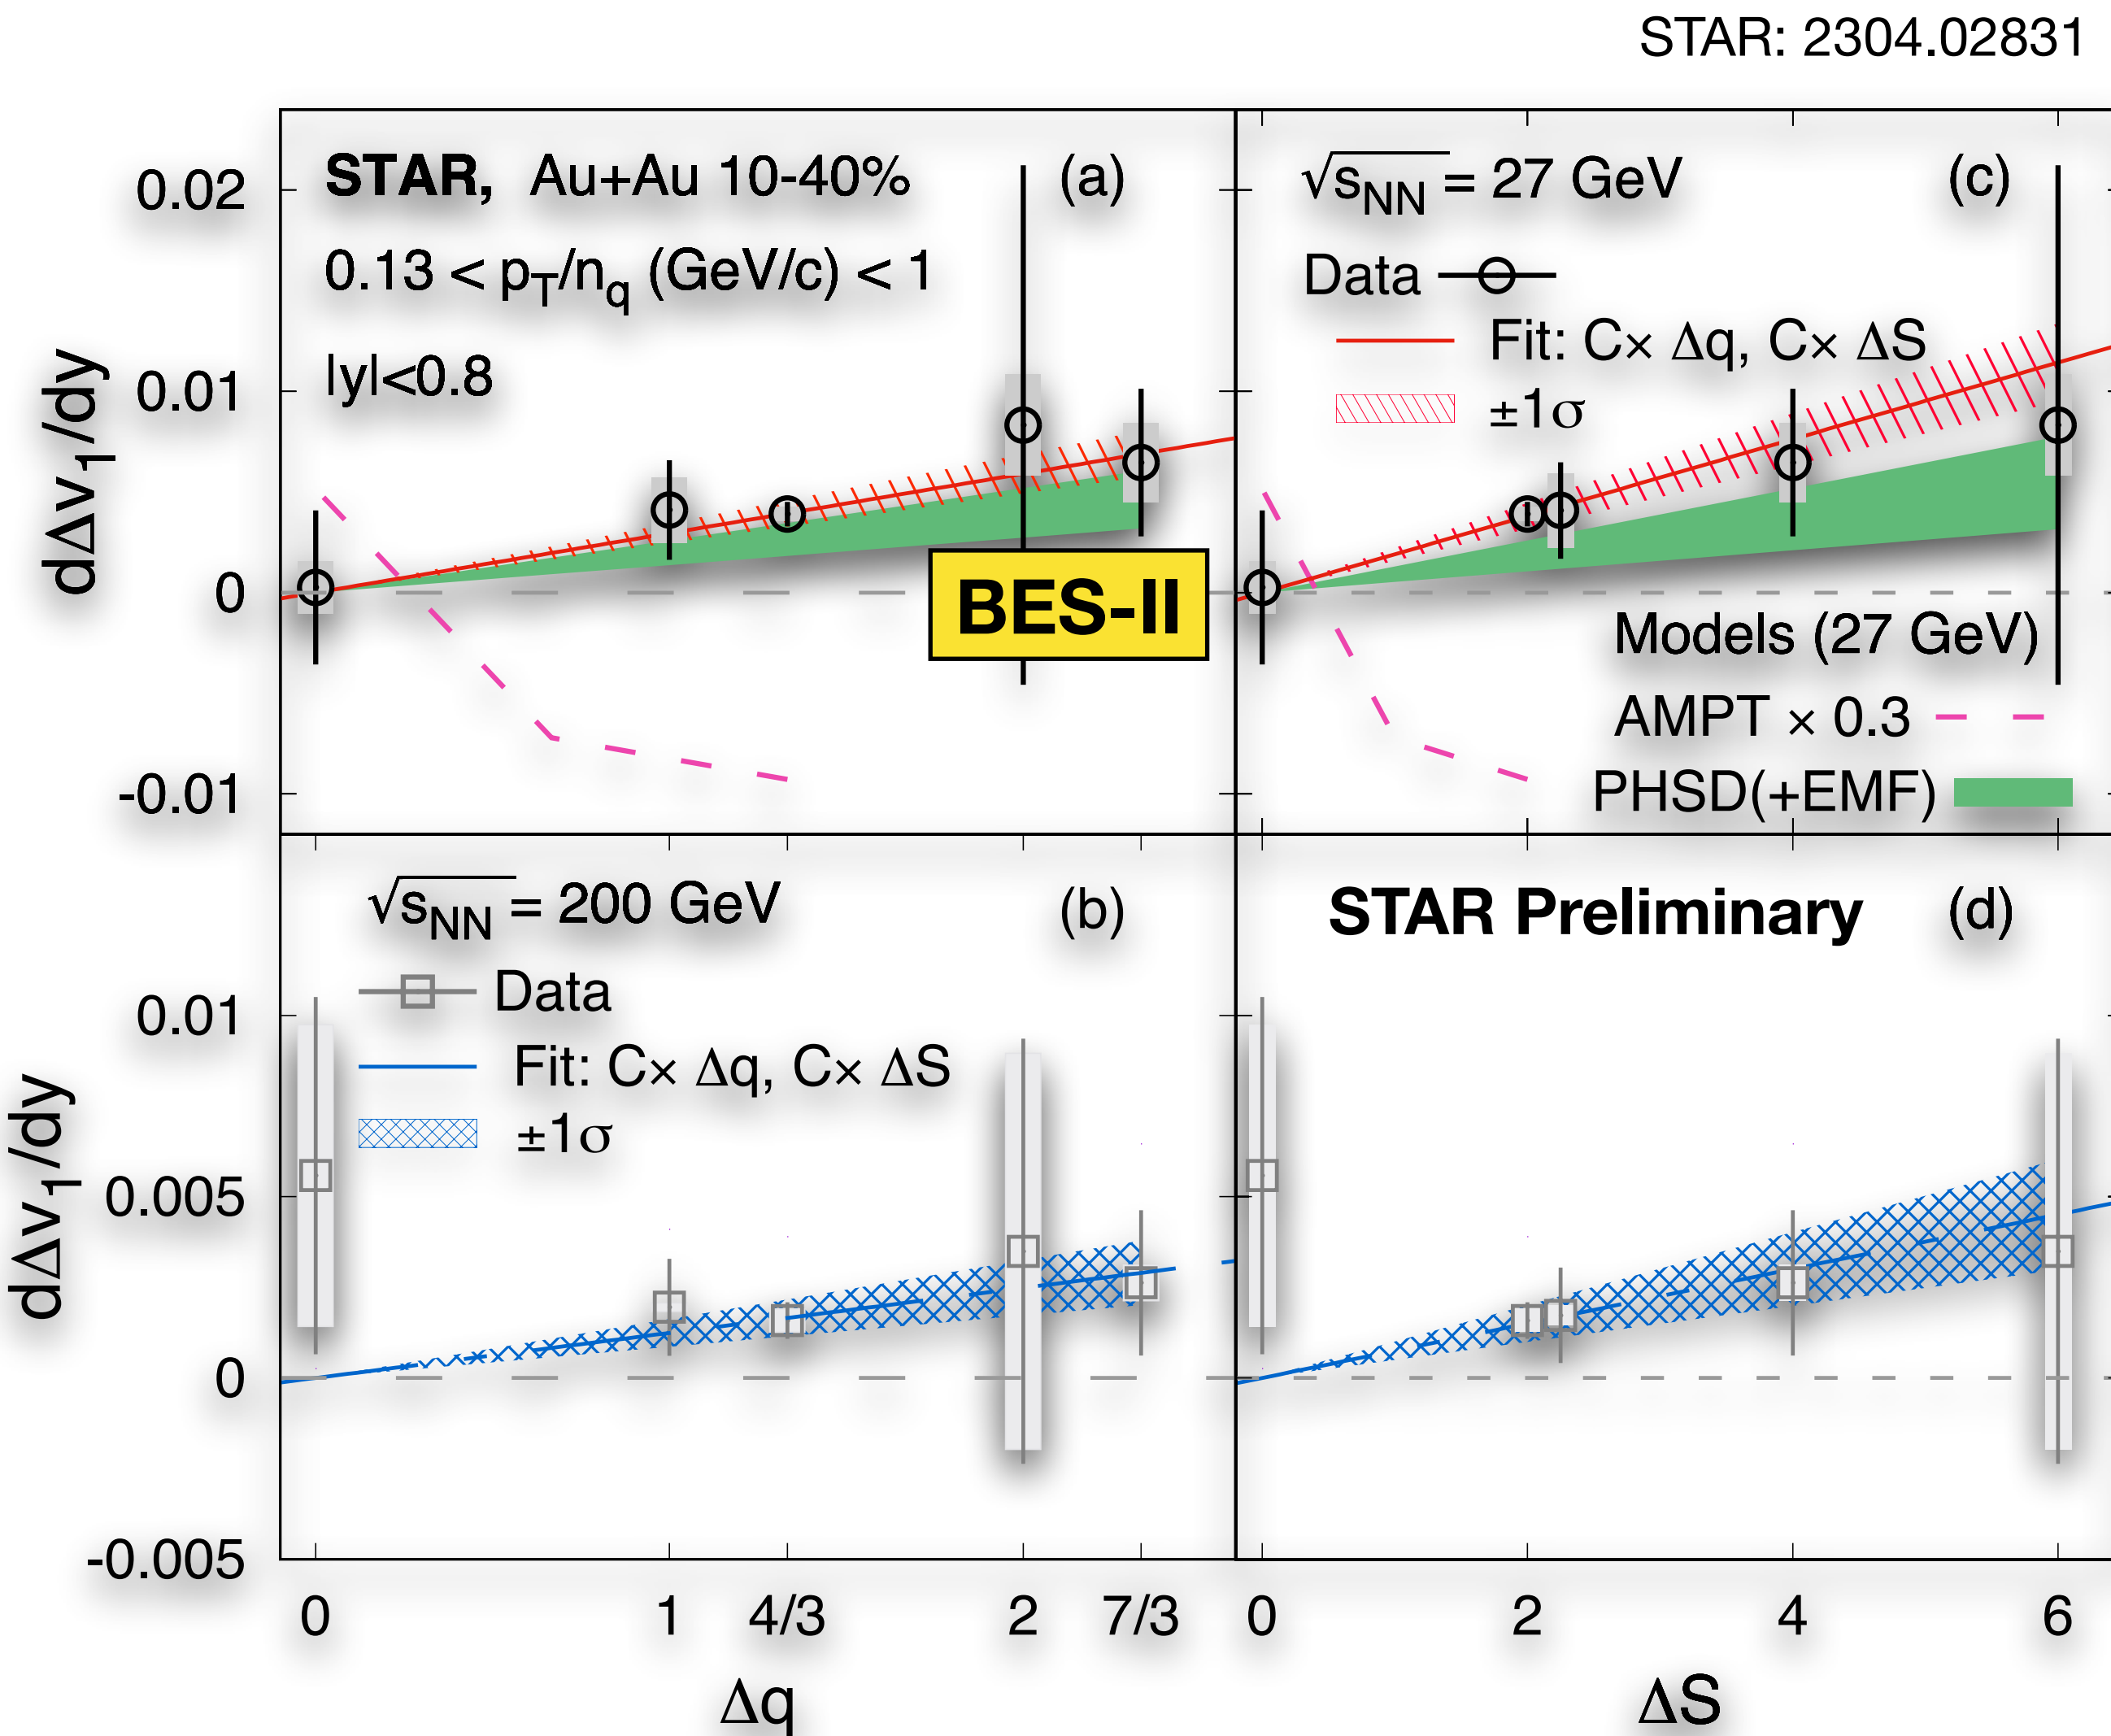 STAR: 2304.02831
STAR, Au+Au 10-40%
(a)
0.13 < pT/nq (GeV/c) < 1
|y|<0.8
BES-II
0.02
0.01
0
-0.01
dΔv1/dy
√sNN = 27 GeV
(c)
Data
Fit: C× Δq, C× ΔS
±1σ
Models (27 GeV)
AMPT × 0.3
PHSD(+EMF)
√sNN = 200 GeV
(b)
Data
Fit: C× Δq, C× ΔS
±1σ
0.01
0.005
0
-0.005
dΔv1/dy
STAR Preliminary
(d)
0 1 4/3 2 7/3
Δq
0 2 4 6
ΔS